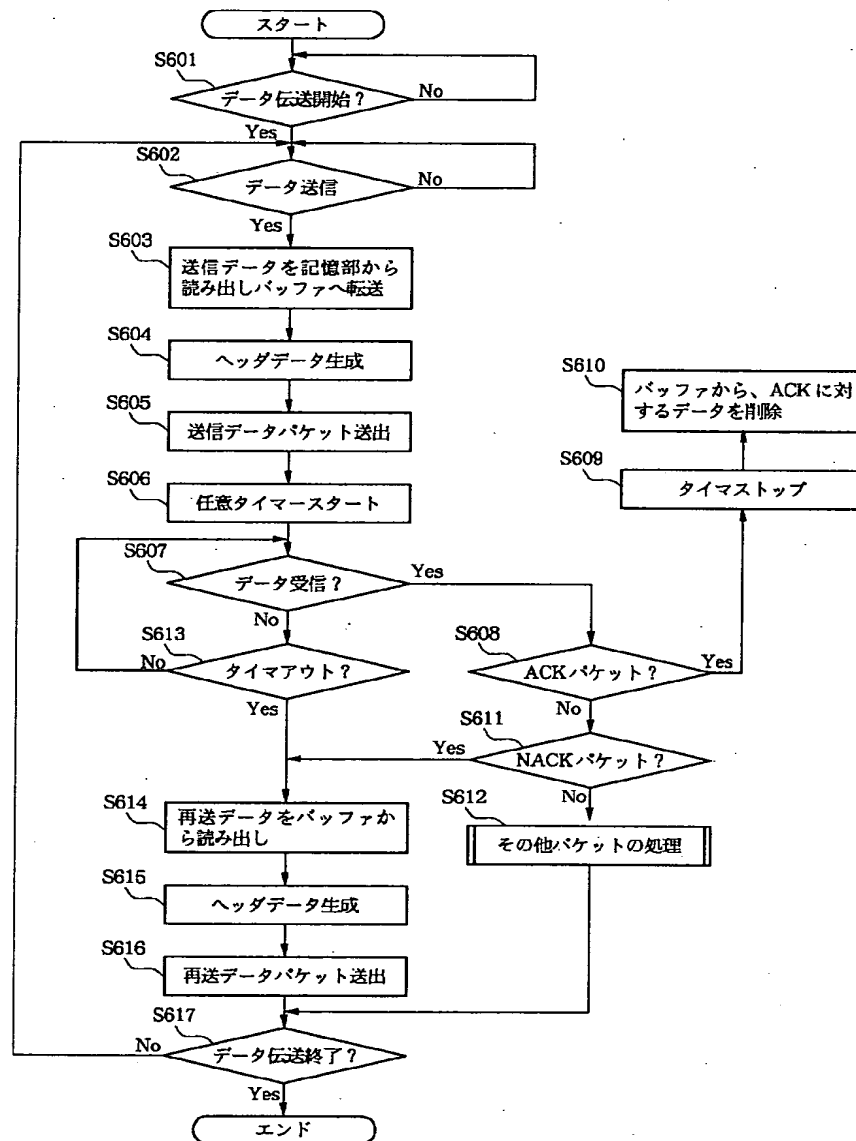 スタート
S601
データ伝送開始？
No
Yes
S602
データ送信
No
Yes
S603
送信データを記憶部から
読み出しバッファへ転送
S604
ヘッダデータ生成
S605
送信データパケット送出
S606
任意タイマースタート
S610
バッファから、ACKに対
するデータを削除
S609
タイマストップ
S607
データ受信？
Yes
No
S613
タイマアウト？
No
Yes
S608
ACKパケット？
Yes
No
S611
NACKパケット？
Yes
No
S612
その他パケットの処理
S614
再送データをバッファか
ら読み出し
S615
ヘッダデータ生成
S616
再送データパケット送出
S617
データ伝送終了？
No
Yes
エンド